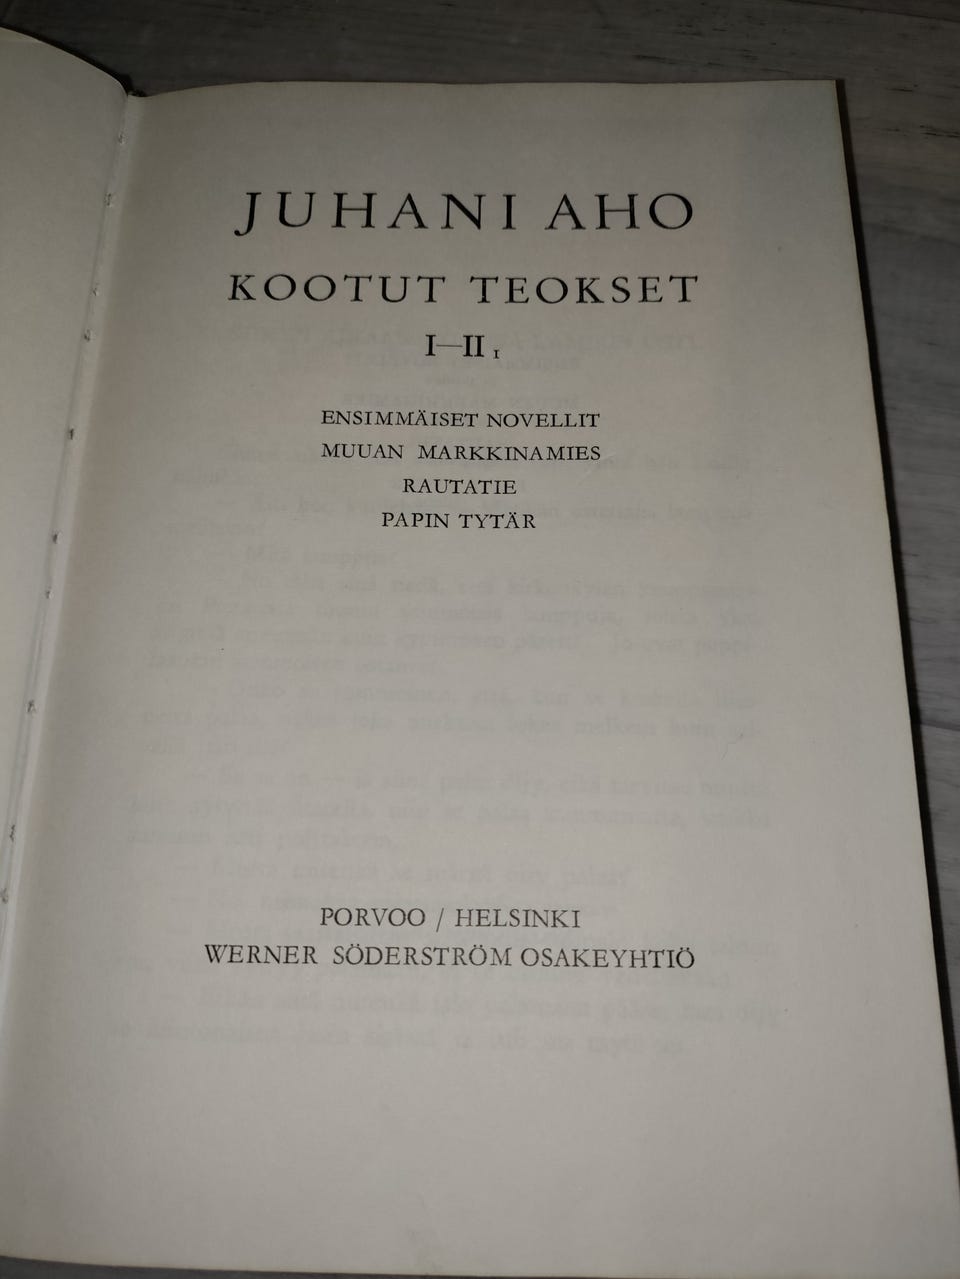 JUHANI AHO
KOOTUT TEOKSET
I—II 1
ENSIMMÄISET NOVELLIT
MUUAN MARKKINAMIES
RAUTATIE
PAPIN TYTÄR
PORVOO / HELSINKI
WERNER SÖDERSTRÖM OSAKEYHTIÖ